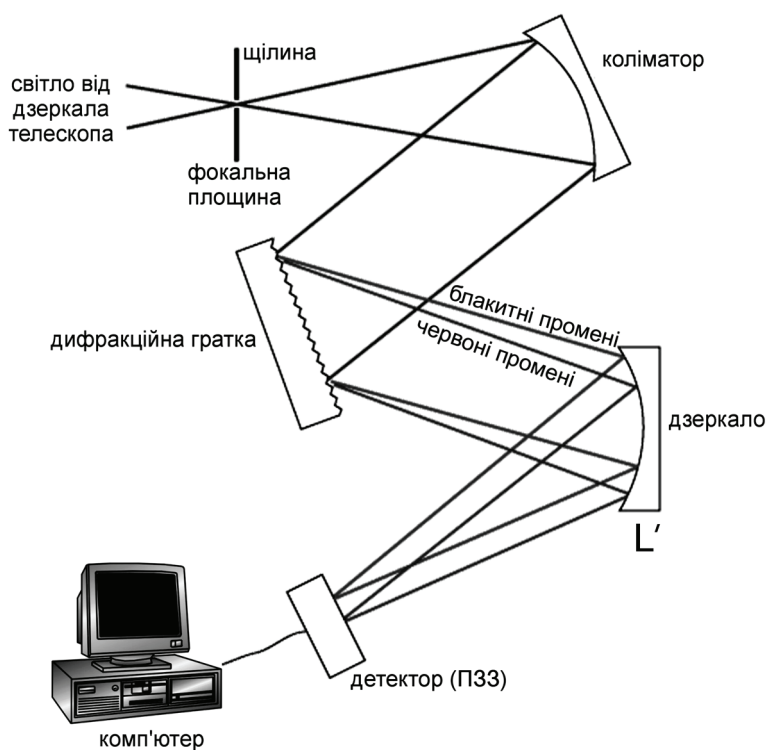 щілина
світло від
дзеркала
телескопа
коліматор
фокальна
площина
блакитні промені
червоні промені
дифракційна гратка
дзеркало
L′
детектор (ПЗЗ)
комп'ютер